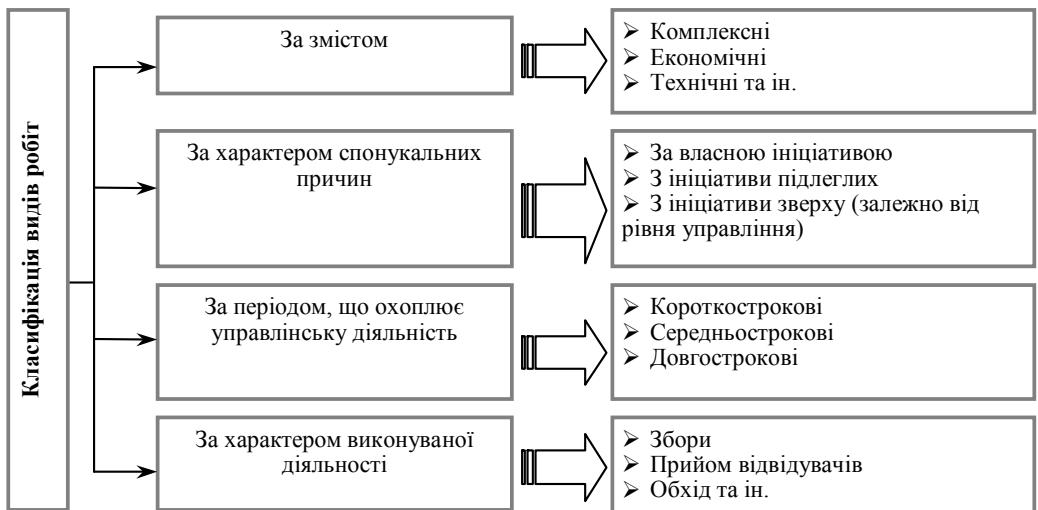 Класифікація видів робіт
За змістом
➢ Комплексні
➢ Економічні
➢ Технічні та ін.
За характером спонукальних
причин
➢ За власною ініціативою
➢ З ініціативи підлеглих
➢ З ініціативи зверху (залежно від
рівня управління)
За періодом, що охоплює
управлінську діяльність
➢ Короткострокові
➢ Середньострокові
➢ Довгострокові
За характером виконуваної
діяльності
➢ Збори
➢ Прийом відвідувачів
➢ Обхід та ін.